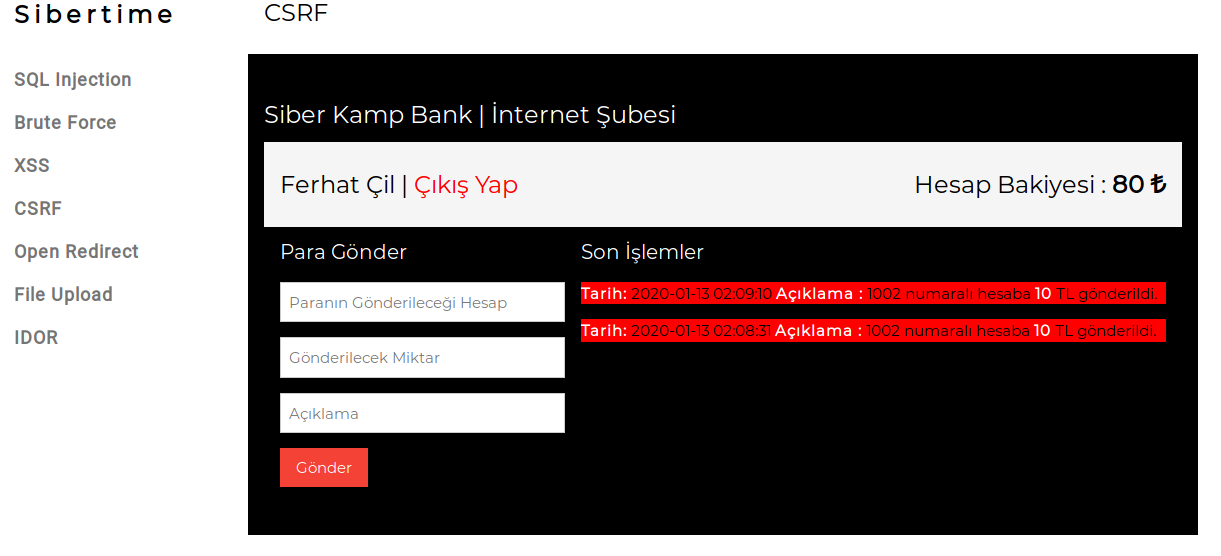 Sibertime
SQL Injection
Brute Force
XSS
CSRF
Open Redirect
File Upload
IDOR
CSRF
Siber Kamp Bank | İnternet Şubesi
Ferhat Çil | Çıkış Yap
Hesap Bakiyesi : 80 ₺
Para Gönder
Paranın Gönderileceği Hesap
Gönderilecek Miktar
Açıklama
Gönder
Son İşlemler
Tarih: 2020-01-13 02:09:10 Açıklama : 1002 numaralı hesaba 10 TL gönderildi.
Tarih: 2020-01-13 02:08:31 Açıklama : 1002 numaralı hesaba 10 TL gönderildi.